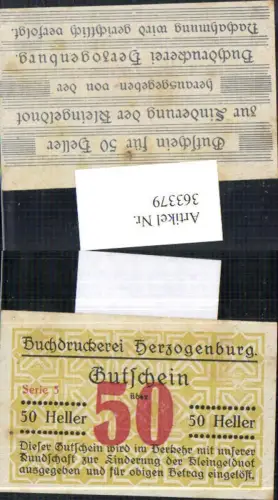 Gutschein für 50 Heller
zur Linderung der Kleingeldnot
herausgegeben von der
Buchdruckerei Herzogenburg.
Nachahmung wird gerichtlich verfolgt.
Artikel Nr.
363379
Buchdruckerei Herzogenburg.
Gutschein
Serie 5
über
50
50 Heller
50 Heller
Dieser Gutschein wird im Verkehr mit unserer
Kundschaft zur Linderung der Kleingeldnot
ausgegeben und für obigen Betrag eingelöst.